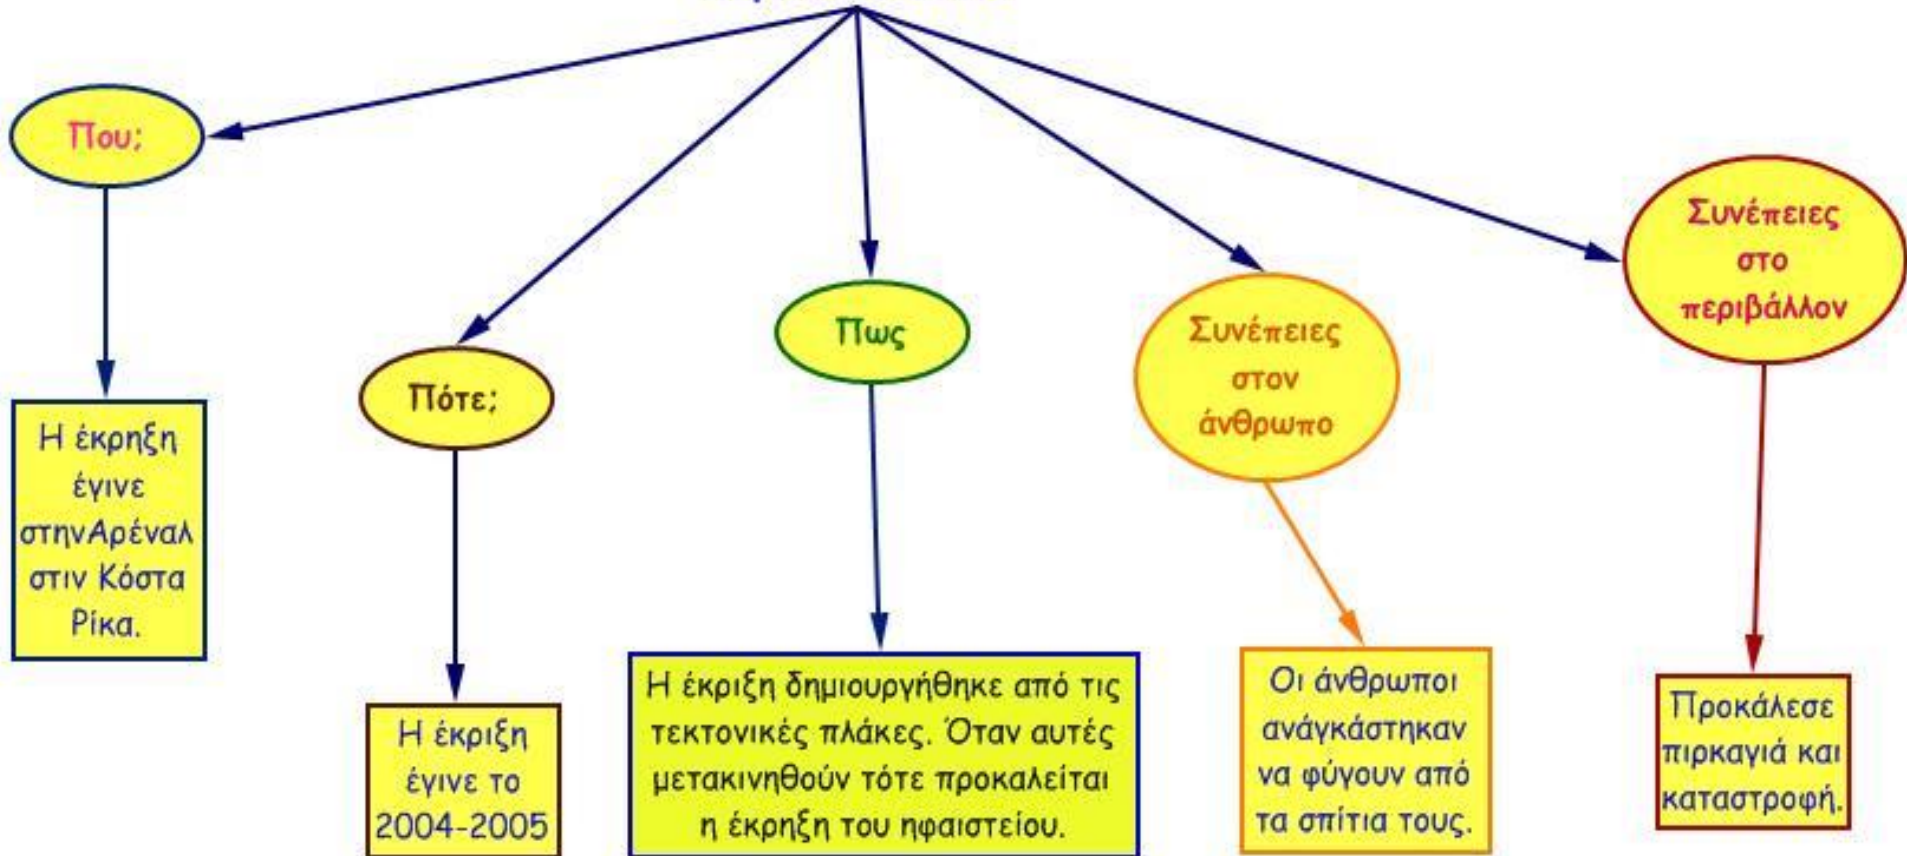 Που;
Η έκρηξη
έγινε
στηνΑρέναλ
στιν Κόστα
Ρίκα.
Πότε;
Η έκριξη
έγινε το
2004-2005
Πως
Η έκριξη δημιουργήθηκε από τις
τεκτονικές πλάκες. Όταν αυτές
μετακινηθούν τότε προκαλείται
η έκρηξη του ηφαιστείου.
Συνέπειες
στον
άνθρωπο
Οι άνθρωποι
ανάγκάστηκαν
να φύγουν από
τα σπίτια τους.
Συνέπειες
στο
περιβάλλον
Προκάλεσε
πιρκαγιά και
καταστροφή.